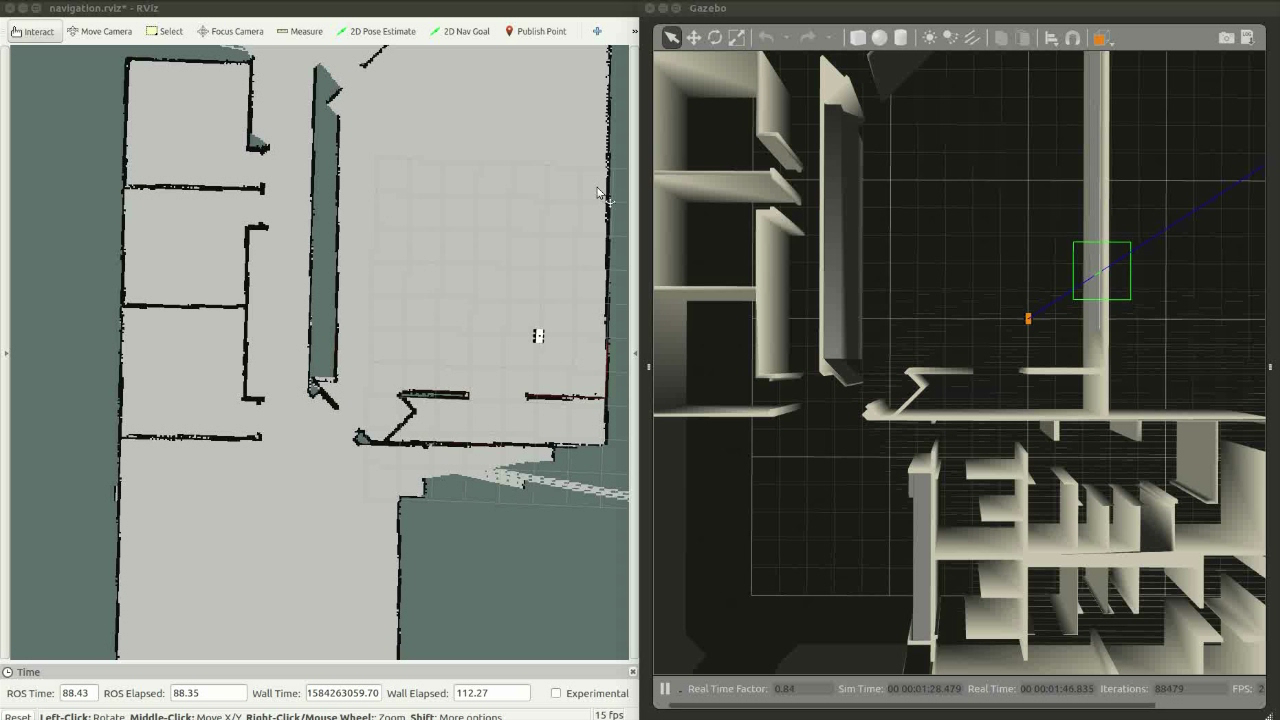 navigation.rviz* - RViz
Interact Move Camera Select Focus Camera Measure 2D Pose Estimate 2D Nav Goal Publish Point »
Time
ROS Time: 88.43 ROS Elapsed: 88.35 Wall Time: 1584263059.70 Wall Elapsed: 112.27 Experimental
Reset Left-Click: Rotate. Middle-Click: Move X/Y. Right-Click/Mouse Wheel:: Zoom. Shift: More options. 15 fps
Gazebo
Real Time Factor: 0.84 Sim Time: 00 00:01:28.479 Real Time: 00 00:01:46.835 Iterations: 88479 FPS: 2